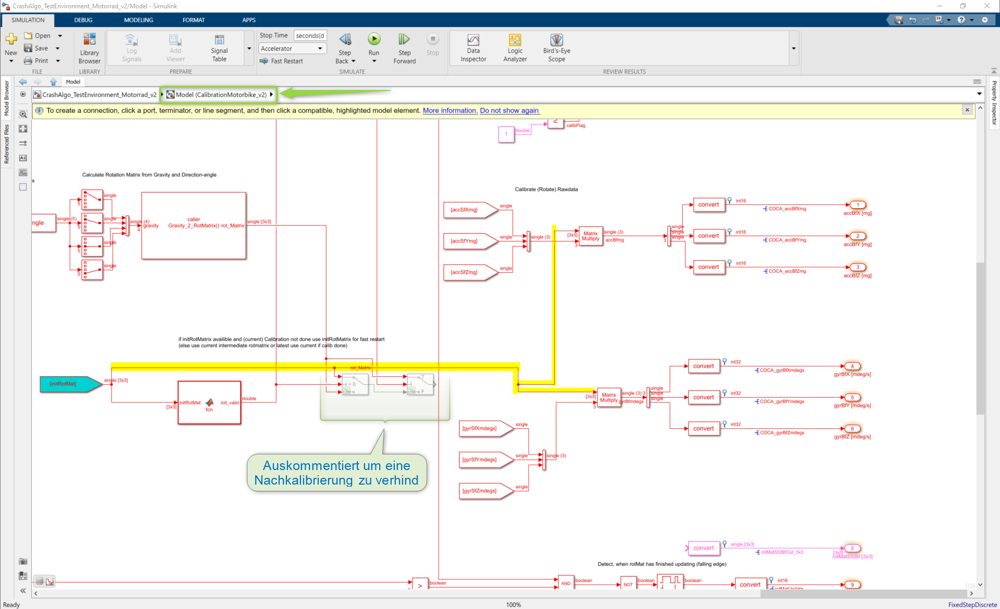 CrashAlgo_TestEnvironment_Motorrad_v2/Model - Simulink
SIMULATION
DEBUG
MODELING
FORMAT
APPS
New
Open
Save
Print
FILE
Library
Browser
LIBRARY
Log
Signals
Add
Viewer
Signal
Table
PREPARE
Stop Time
seconds(d
Accelerator
Fast Restart
Step
Back
Run
Step
Forward
Stop
SIMULATE
Data
Inspector
Logic
Analyzer
Bird's-Eye
Scope
REVIEW RESULTS
Model Browser
Referenced Files
Property Inspector
Model
CrashAlgo_TestEnvironment_Motorrad_v2
Model (CalibrationMotorbike_v2)
To create a connection, click a port, terminator, or line segment, and then click a compatible, highlighted model element. More information. Do not show again
1
double
≤
calibFlag
Calculate Rotation Matrix from Gravity and Direction-angle
s
ngle
single (5)
5
single
5
single
5
single
5
single
single (4)
4
gravity
caller
Gravity_2_RotMatrix() rot_Matrix
single [3x3]
Calibrate (Rotate) Rawdata
[accSfXmg]
single
[accSfYmg]
single
[accSfZmg]
single
single (3)
[3x3]
3
Matrix
Multiply
single (3)
accBfmg
3
single
single
single
convert
int16
COCA_accBfXmg
1
accBfX [mg]
convert
int16
COCA_accBfYmg
2
accBfY [mg]
convert
int16
COCA_accBfZmg
3
accBfZ [mg]
if initRotMatrix availible and (current) Calibration not done use initRotMatrix for fast restart
(else use current intermediate rotmatrix or latest use current if calib done)
[initRotMat]
single [3x3]
[3x3]
initRotMat
fcn
init_valid
double
rot_Matrix
> 0
T
F
Auskommentiert um eine
Nachkalibrierung zu verhind
[3x3]
3
Matrix
Multiply
single (3)
gyrBfmdegs
3
single
single
single
[gyrSfXmdegs]
single
[gyrSfYmdegs]
single
[gyrSfZmdegs]
single
single (3)
convert
int32
COCA_gyrBfXmdegs
4
gyrBfX [mdeg/s]
convert
int32
COCA_gyrBfYmdegs
5
gyrBfY [mdeg/s]
convert
int32
COCA_gyrBfZmdegs
6
gyrBfZ [mdeg/s]
convert
single [3x3]
rotMatSf2BfOut_3x3
[3x3]
8
rotMatSf2Bf [3x3]
Detect, when rotMat has finished updating (falling edge)
>
boolean
AND
boolean
NOT
boolean
boolean
convert
int16
rotMatUpdate
9
Ready
100%
FixedStepDiscrete